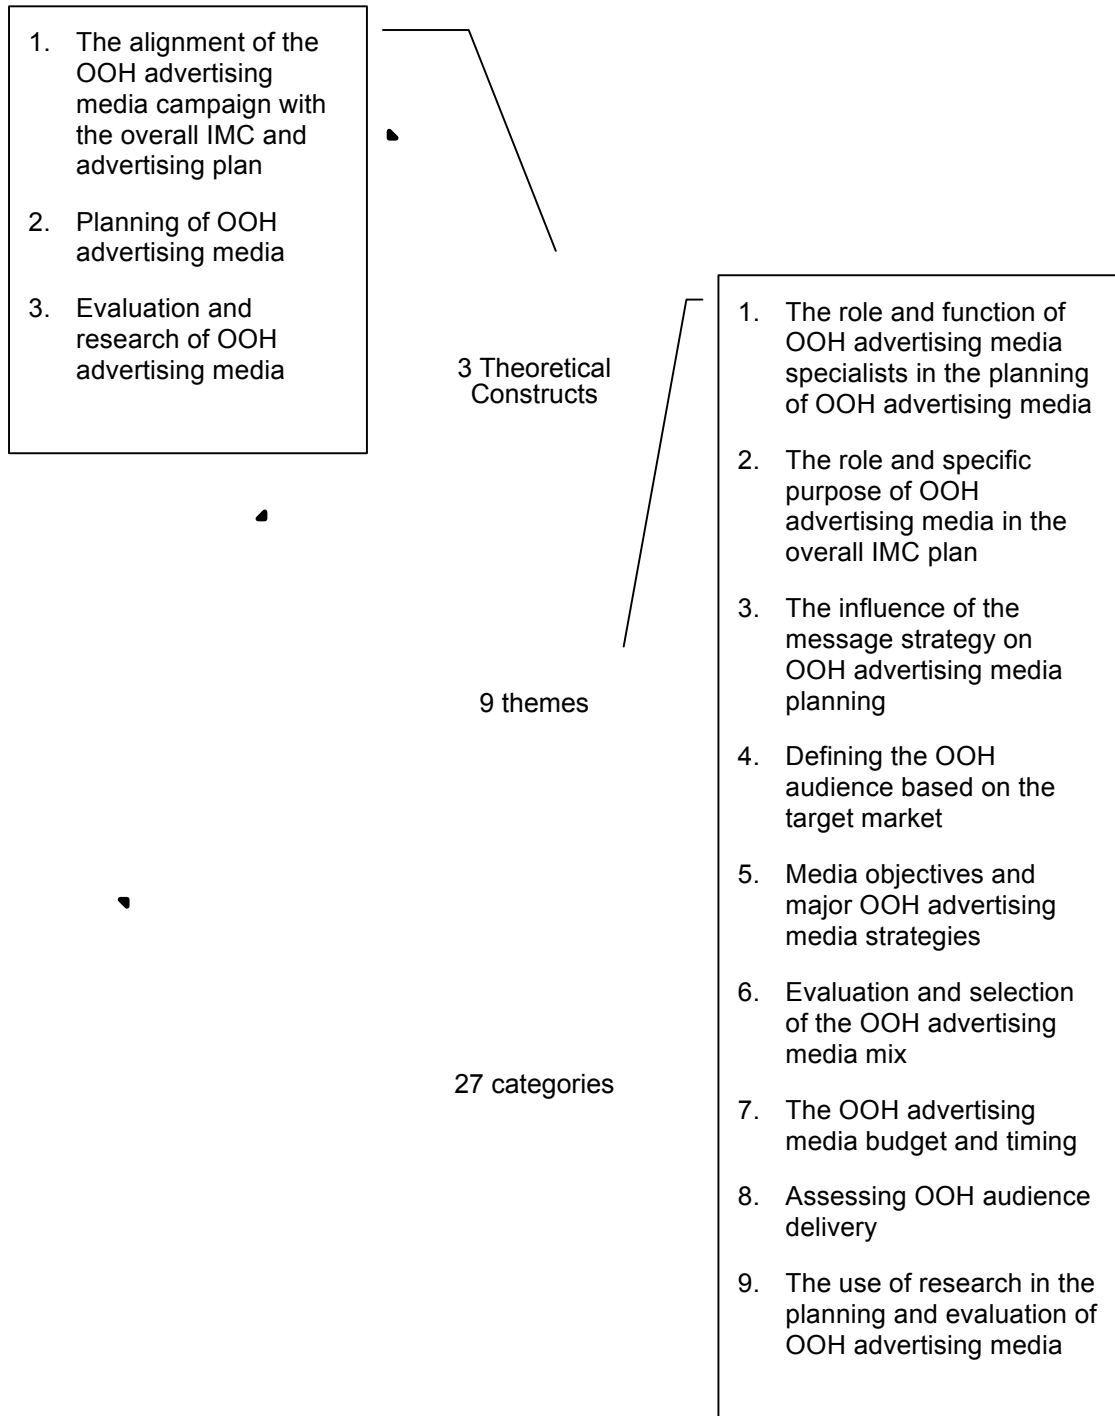 1. The alignment of the
OOH advertising
media campaign with
the overall IMC and
advertising plan
2. Planning of OOH
advertising media
3. Evaluation and
research of OOH
advertising media
3 Theoretical
Constructs
9 themes
27 categories
1. The role and function of
OOH advertising media
specialists in the planning
of OOH advertising media
2. The role and specific
purpose of OOH
advertising media in the
overall IMC plan
3. The influence of the
message strategy on
OOH advertising media
planning
4. Defining the OOH
audience based on the
target market
5. Media objectives and
major OOH advertising
media strategies
6. Evaluation and selection
of the OOH advertising
media mix
7. The OOH advertising
media budget and timing
8. Assessing OOH audience
delivery
9. The use of research in the
planning and evaluation of
OOH advertising media